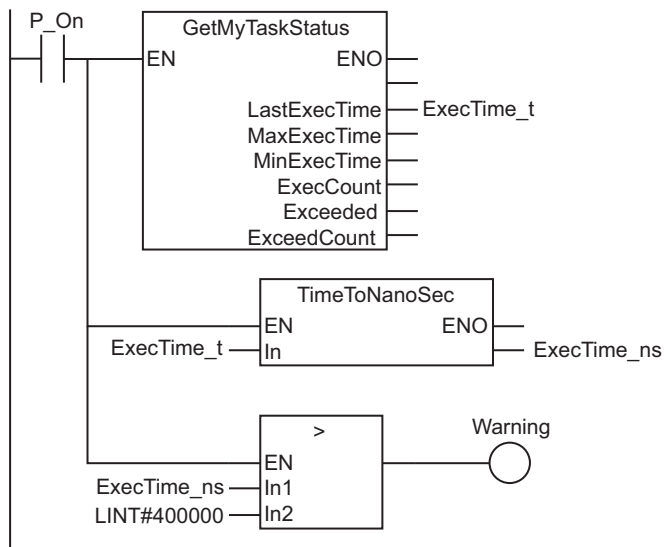 P_On
GetMyTaskStatus
EN ENO
LastExecTime ExecTime_t
MaxExecTime
MinExecTime
ExecCount
Exceeded
ExceedCount
TimeToNanoSec
EN ENO
ExecTime_t In ExecTime_ns
> Warning
EN
ExecTime_ns In1
LINT#400000 In2